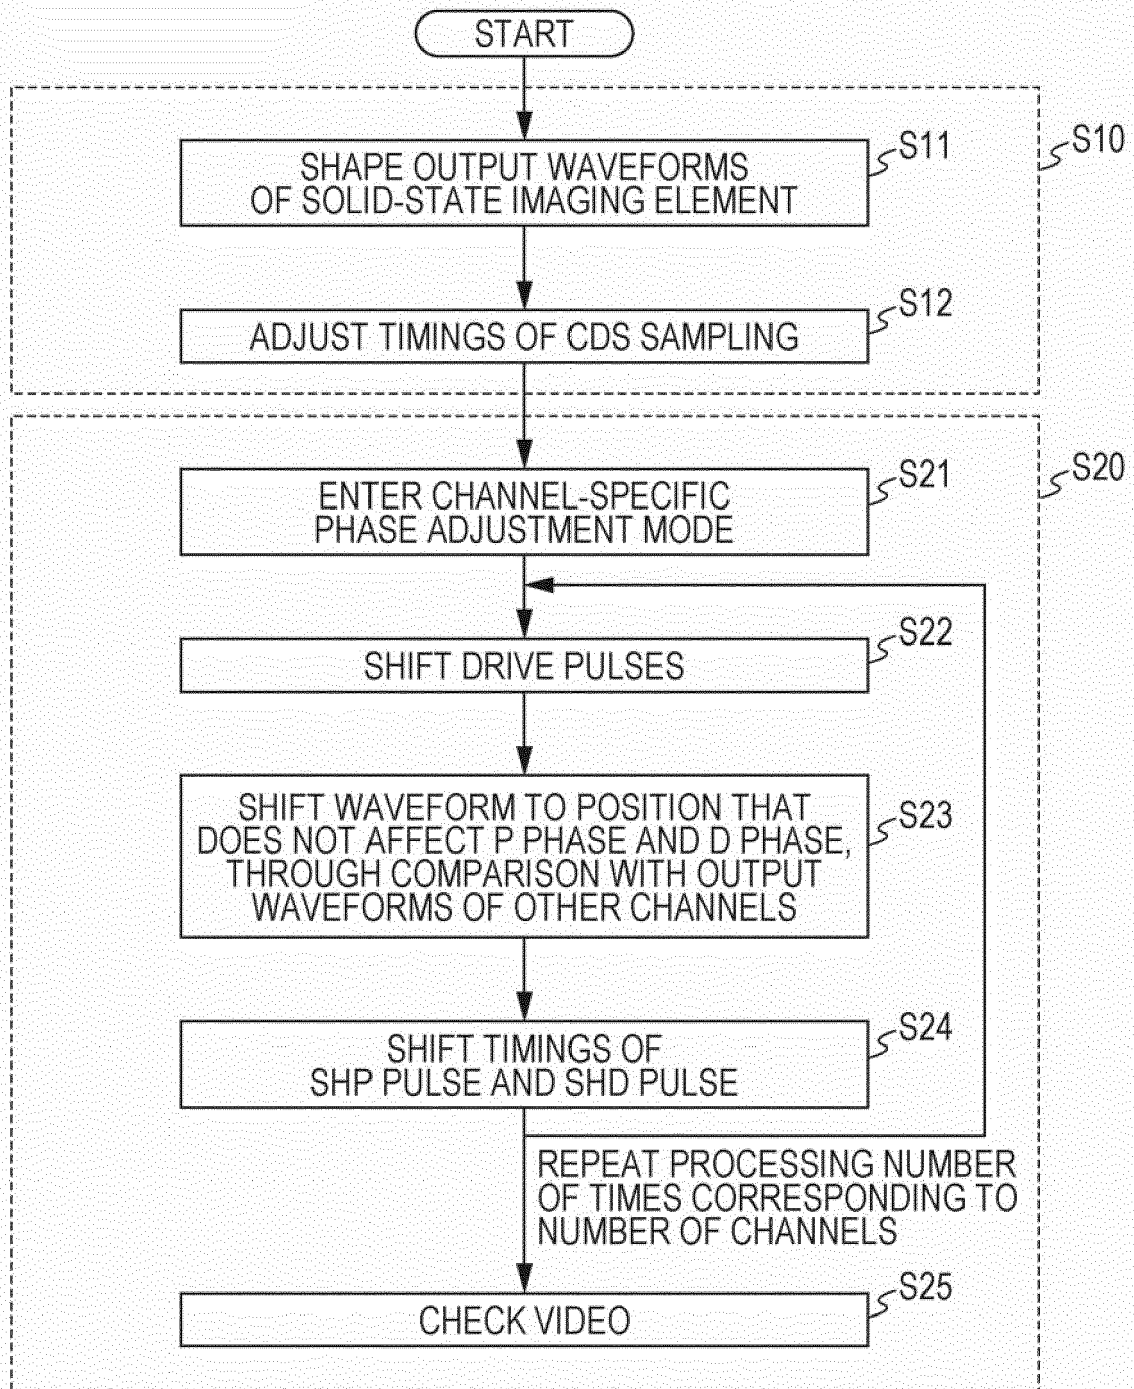 START
S10
S11
SHAPE OUTPUT WAVEFORMS
OF SOLID-STATE IMAGING ELEMENT
S12
ADJUST TIMINGS OF CDS SAMPLING
S20
S21
ENTER CHANNEL-SPECIFIC
PHASE ADJUSTMENT MODE
S22
SHIFT DRIVE PULSES
S23
SHIFT WAVEFORM TO POSITION THAT
DOES NOT AFFECT P PHASE AND D PHASE,
THROUGH COMPARISON WITH OUTPUT
WAVEFORMS OF OTHER CHANNELS
S24
SHIFT TIMINGS OF
SHP PULSE AND SHD PULSE
REPEAT PROCESSING NUMBER
OF TIMES CORRESPONDING TO
NUMBER OF CHANNELS
S25
CHECK VIDEO